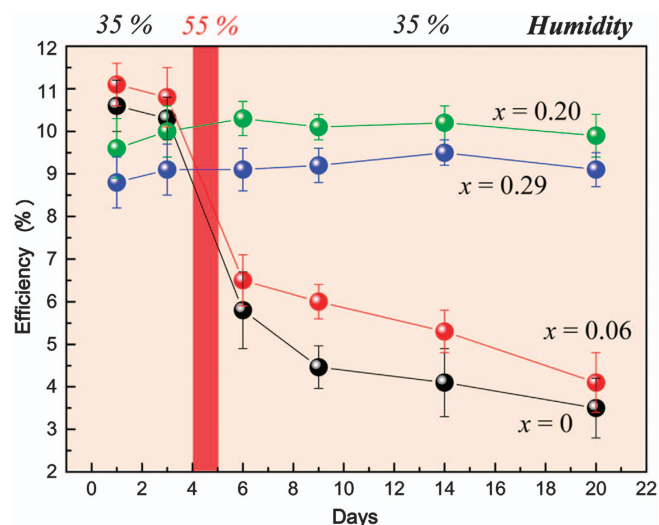 35 % 55 % 35 % Humidity
12
11
10
9
8
7
6
5
4
3
2
x = 0.20
x = 0.29
x = 0.06
x = 0
Efficiency (%)
0 2 4 6 8 10 12 14 16 18 20 22
Days